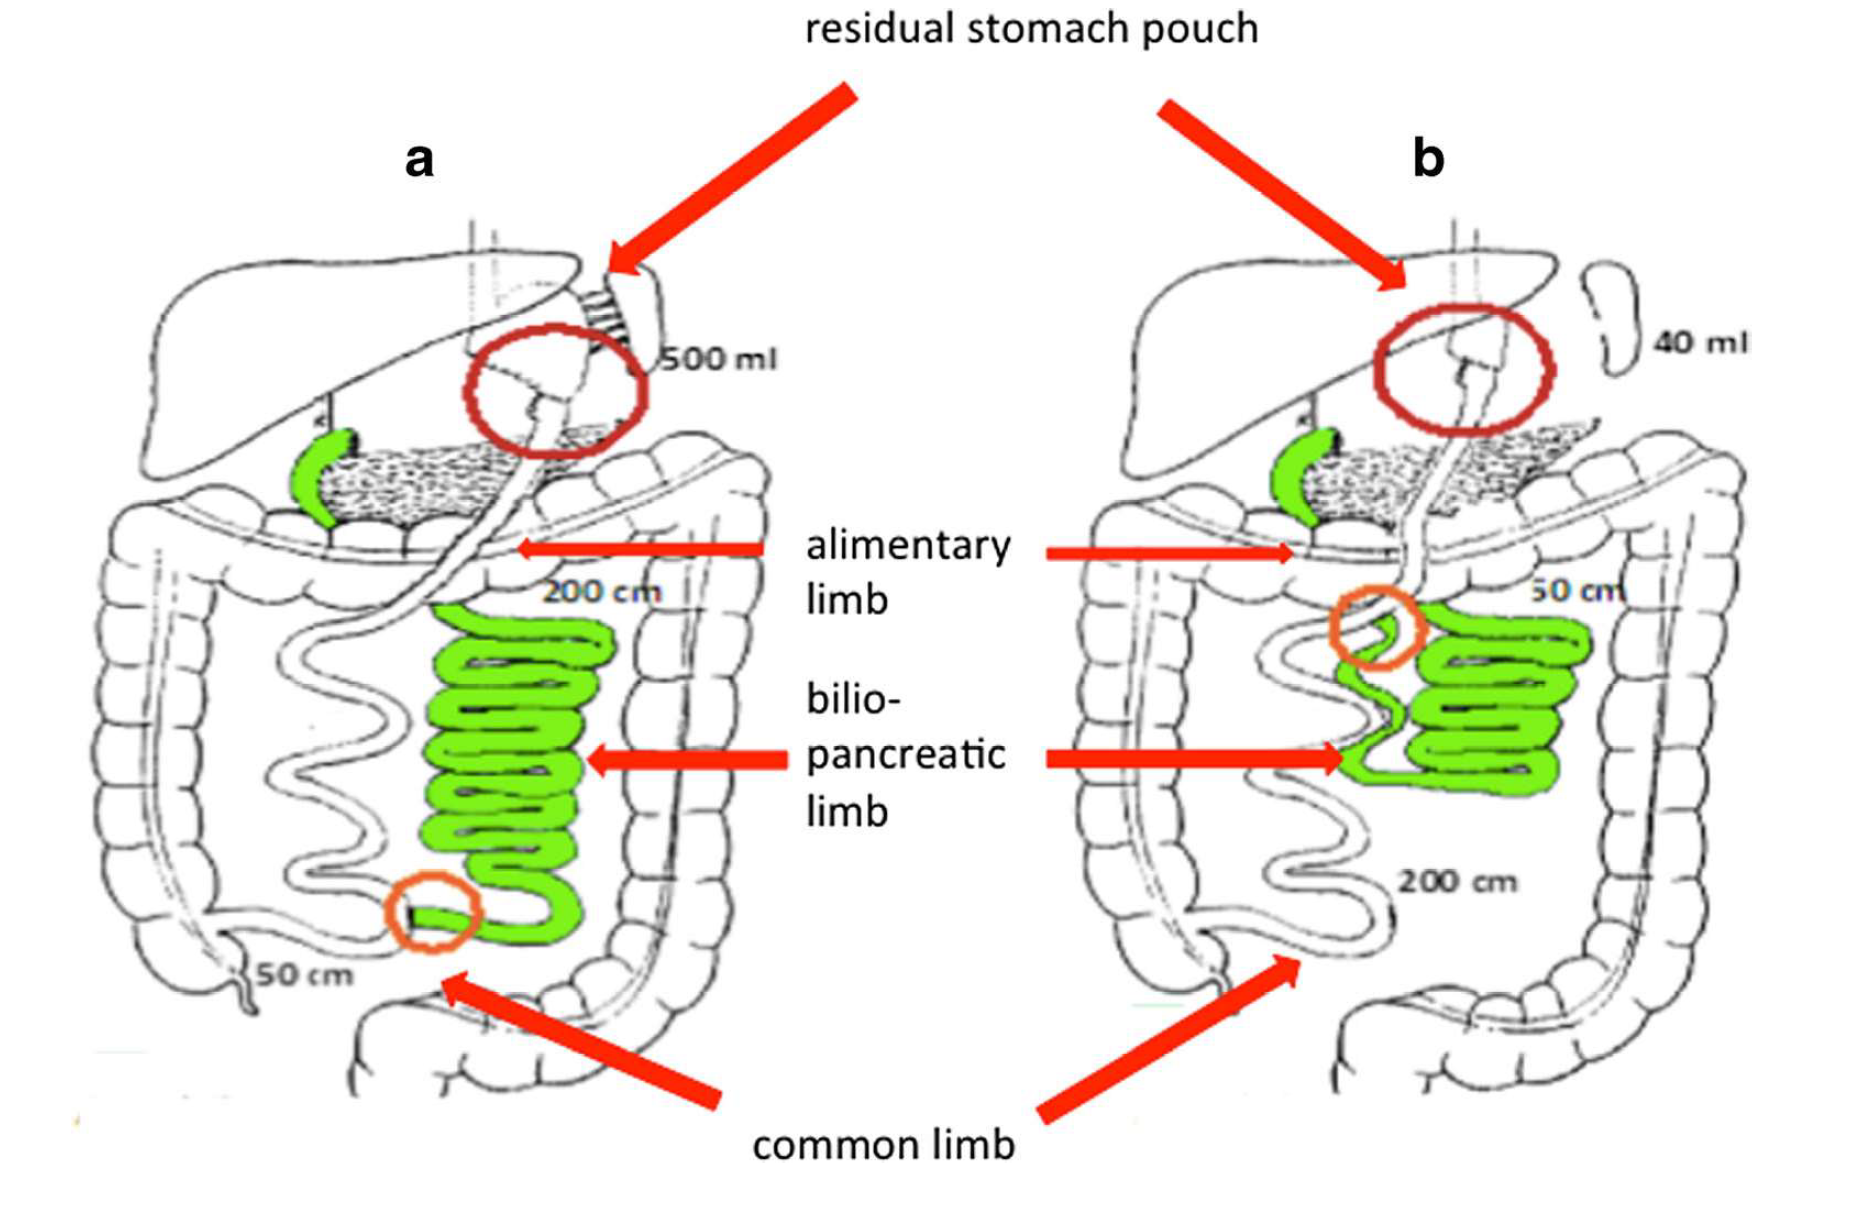 residual stomach pouch
a
b
500 ml
40 ml
alimentary
limb
200 cm
50 cm
bilio-
pancreatic
limb
200 cm
50 cm
common limb